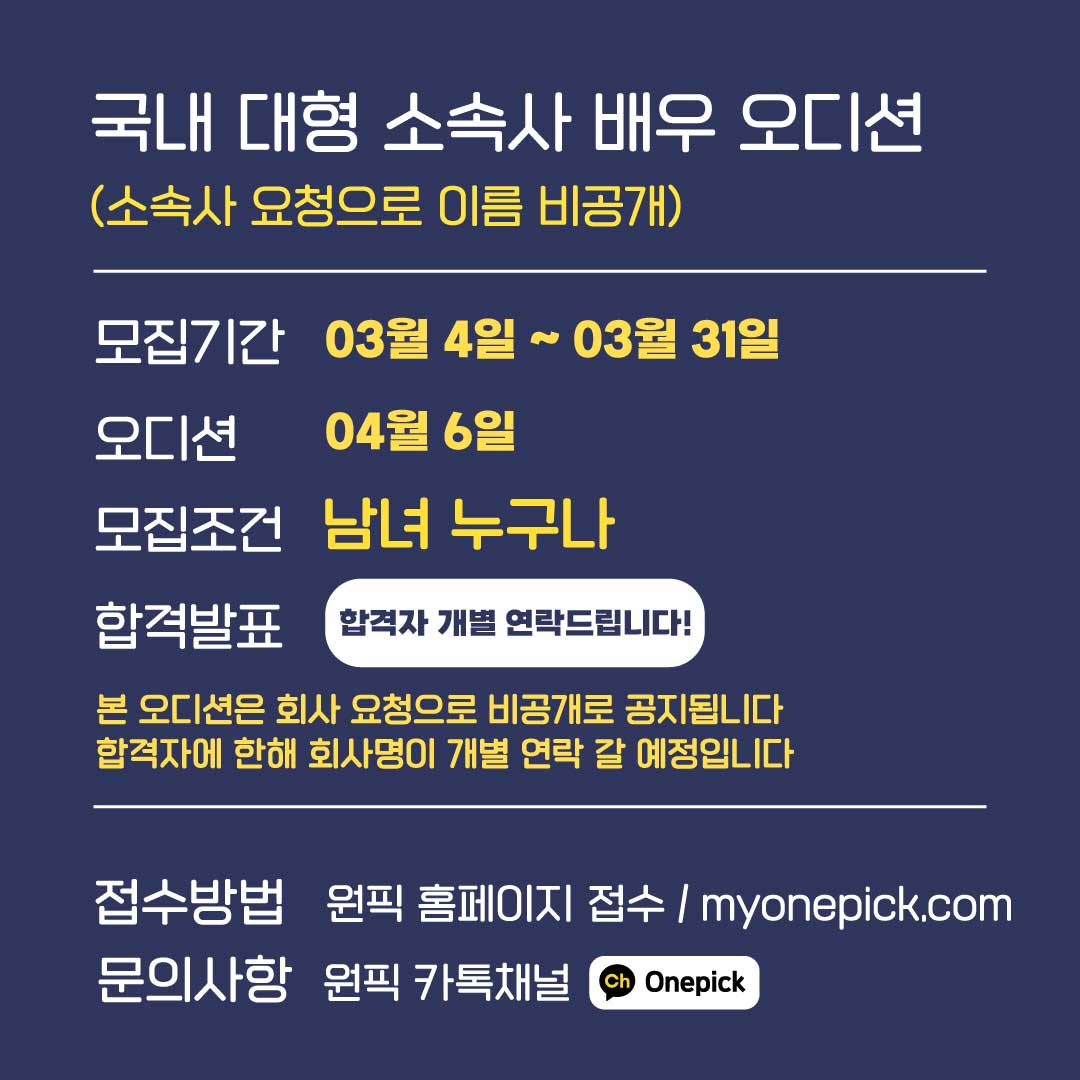 국내 대형 소속사 배우 오디션
(소속사 요청으로 이름 비공개)
모집기간 03월 4일 ~ 03월 31일
오디션 04월 6일
모집조건 남녀 누구나
합격발표 합격자 개별 연락드립니다!
본 오디션은 회사 요청으로 비공개로 공지됩니다
합격자에 한해 회사명이 개별 연락 갈 예정입니다
접수방법 원픽 홈페이지 접수 / myonepick.com
문의사항 원픽 카톡채널 Ch Onepick